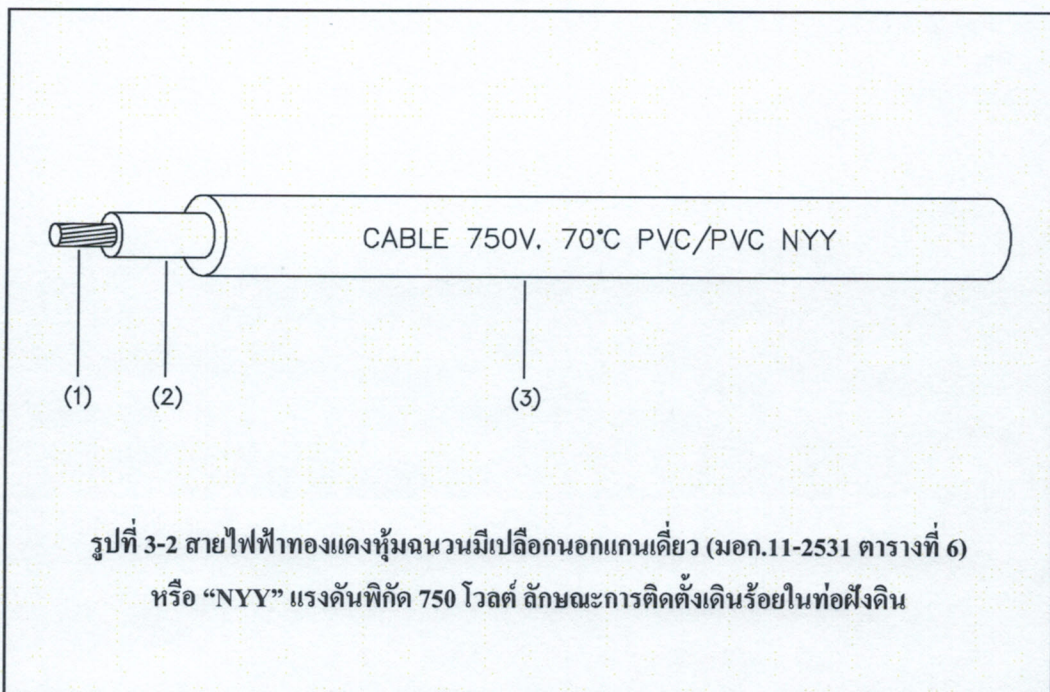 CABLE 750V. 70°C PVC/PVC NYY
(1) (2) (3)
รูปที่ 3-2 สายไฟฟ้าทองแดงหุ้มฉนวนมีเปลือกนอกแกนเดี่ยว (มอก.11-2531 ตารางที่ 6)
หรือ “NYY” แรงดันพิกัด 750 โวลต์ ลักษณะการติดตั้งเดินร้อยในท่อฝังดิน